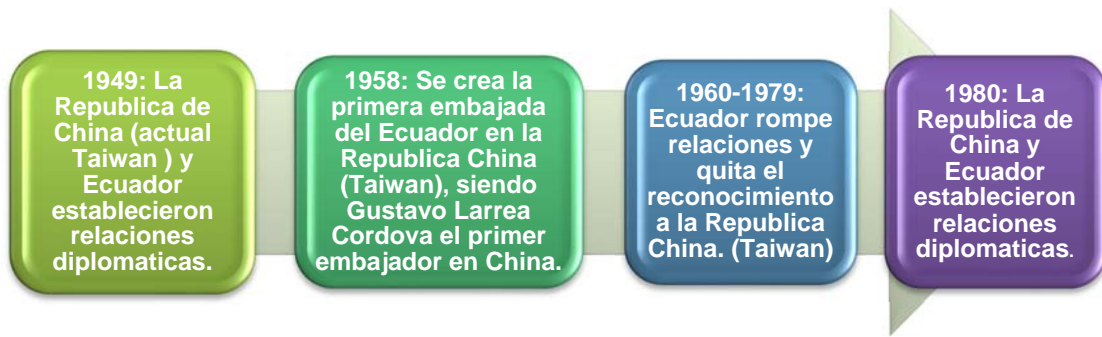 1949: La
Republica de
China (actual
Taiwan ) y
Ecuador
establecieron
relaciones
diplomaticas.
1958: Se crea la
primera embajada
del Ecuador en la
Republica China
(Taiwan), siendo
Gustavo Larrea
Cordova el primer
embajador en China.
1960-1979:
Ecuador rompe
relaciones y
quita el
reconocimiento
a la Republica
China. (Taiwan)
1980: La
Republica de
China y
Ecuador
establecieron
relaciones
diplomaticas.